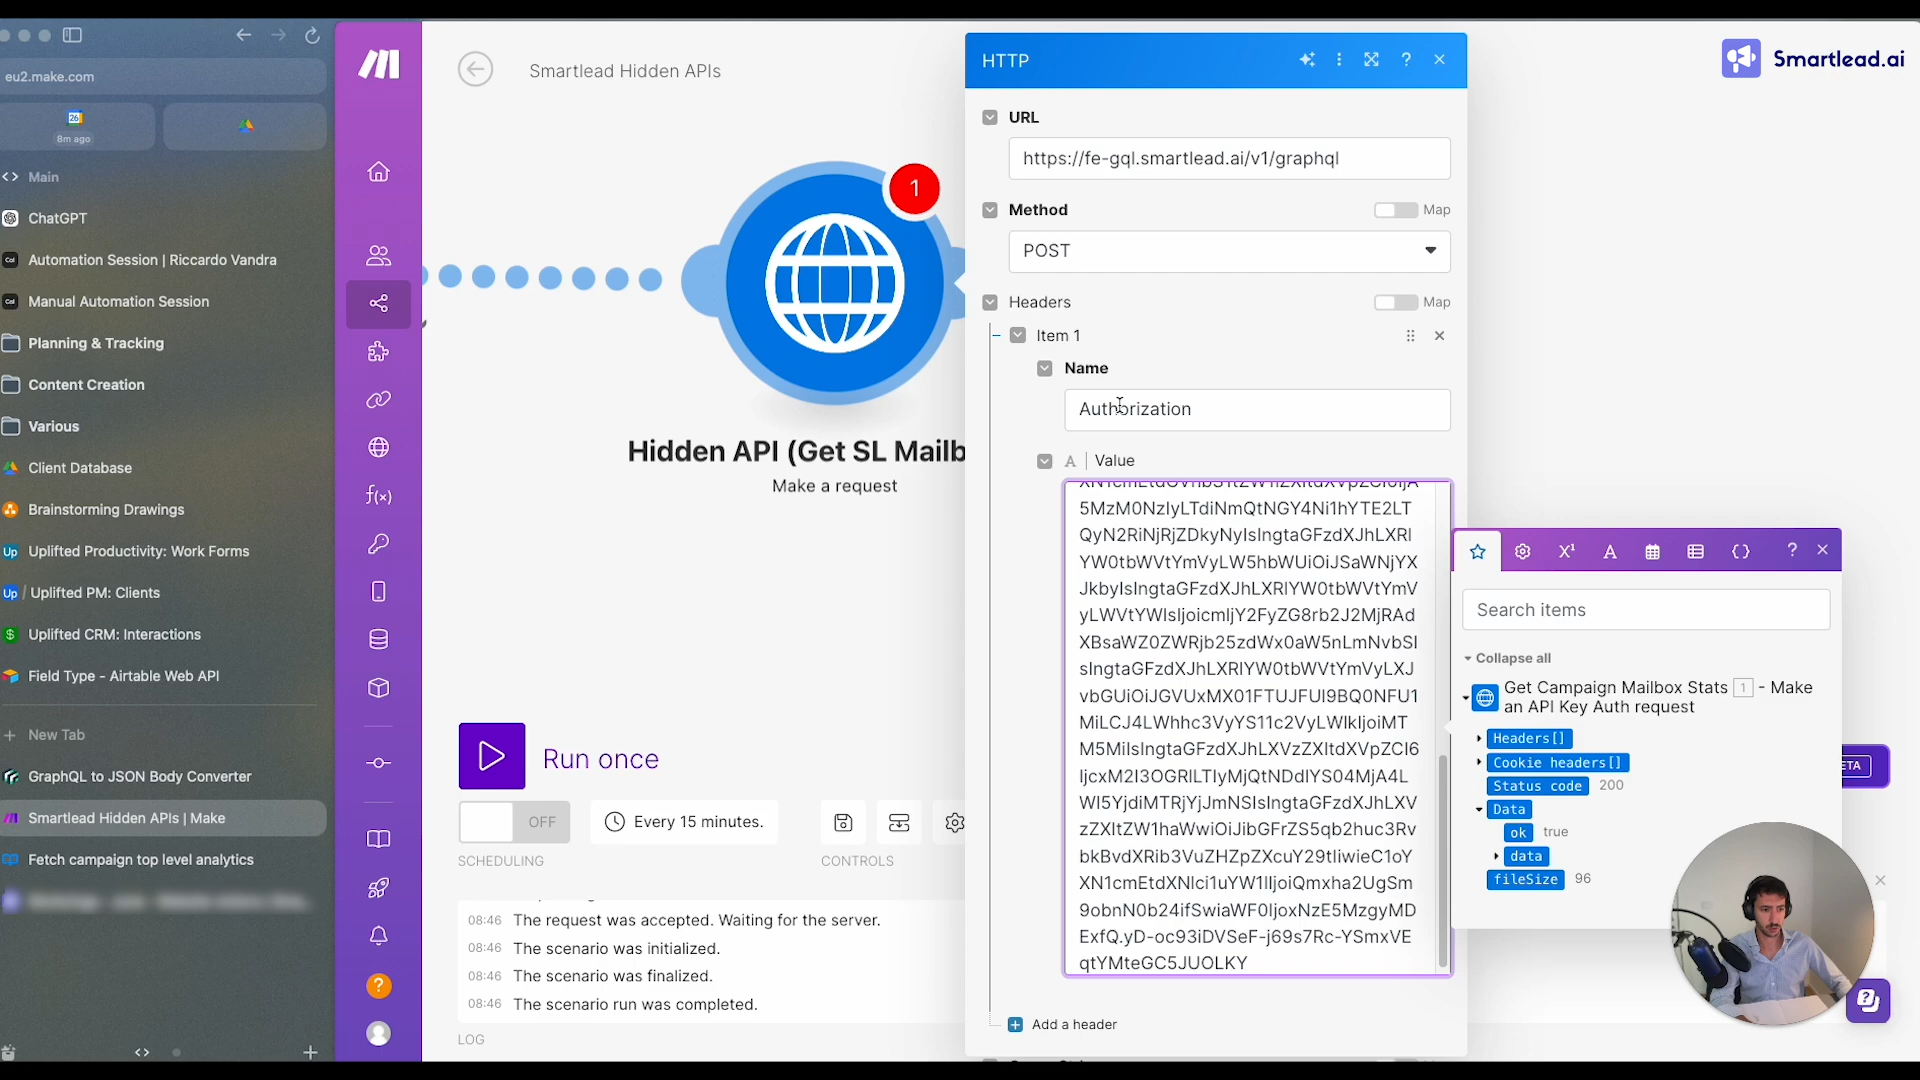 eu2.make.com
26
8m ago
Main
ChatGPT
Automation Session | Riccardo Vandra
Manual Automation Session
Planning & Tracking
Content Creation
Various
Client Database
Brainstorming Drawings
Uplifted Productivity: Work Forms
/ Uplifted PM: Clients
Uplifted CRM: Interactions
Field Type - Airtable Web API
New Tab
GraphQL to JSON Body Converter
Smartlead Hidden APIs | Make
Fetch campaign top level analytics
Smartlead Hidden APIs
1
Hidden API (Get SL Mailb
Make a request
Run once
OFF
Every 15 minutes.
SCHEDULING
CONTROLS
08:46 The request was accepted. Waiting for the server.
08:46 The scenario was initialized.
08:46 The scenario was finalized.
08:46 The scenario run was completed.
LOG
HTTP
URL
https://fe-gql.smartlead.ai/v1/graphql
Method
Map
POST
Headers
Map
Item 1
Name
Authorization
A | Value
5MzM0NzIyLTdiNmQtNGY4Ni1hYTE2LT
QyN2RiNjRjZDkyNyIsIngtaGFzdXJhLXRl
YW0tbWVtYmVyLW5hbWUiOiJSaWNjYX
JkbyIsIngtaGFzdXJhLXRlYW0tbWVtYmV
yLWVtYWlsIjoicmljY2FyZG8rb2J2MjRAd
XBsaWZ0ZWRjb25zdWx0aW5nLmNvbSI
sIngtaGFzdXJhLXRlYW0tbWVtYmVyLXJ
vbGUiOiJGVUxMX01FTUJFUl9BQ0NFU1
MiLCJ4LWhhc3VyYS11c2VyLWlkIjoiMT
M5MiIsIngtaGFzdXJhLXVzZXItdXVpZCI6
IjcxM2I3OGRlLTIyMjQtNDdlYS04MjA4L
WI5YjdiMTRjYjJmNSIsIngtaGFzdXJhLXV
zZXItZW1haWwiOiJibGFrZS5qb2huc3Rv
bkBvdXRib3VuZHZpZXcuY29tIiwieC1oY
XN1cmEtdXNlci1uYW1lIjoiQmxha2UgSm
9obnN0b24ifSwiaWF0IjoxNzE5MzgyMD
ExfQ.yD-oc93iDVSeF-j69s7Rc-YSmxVE
qtYMteGC5JUOLKY
Add a header
Smartlead.ai
Search items
Collapse all
Get Campaign Mailbox Stats 1 - Make
an API Key Auth request
Headers[]
Cookie headers[]
Status code 200
Data
ok true
data
fileSize 96
ETA